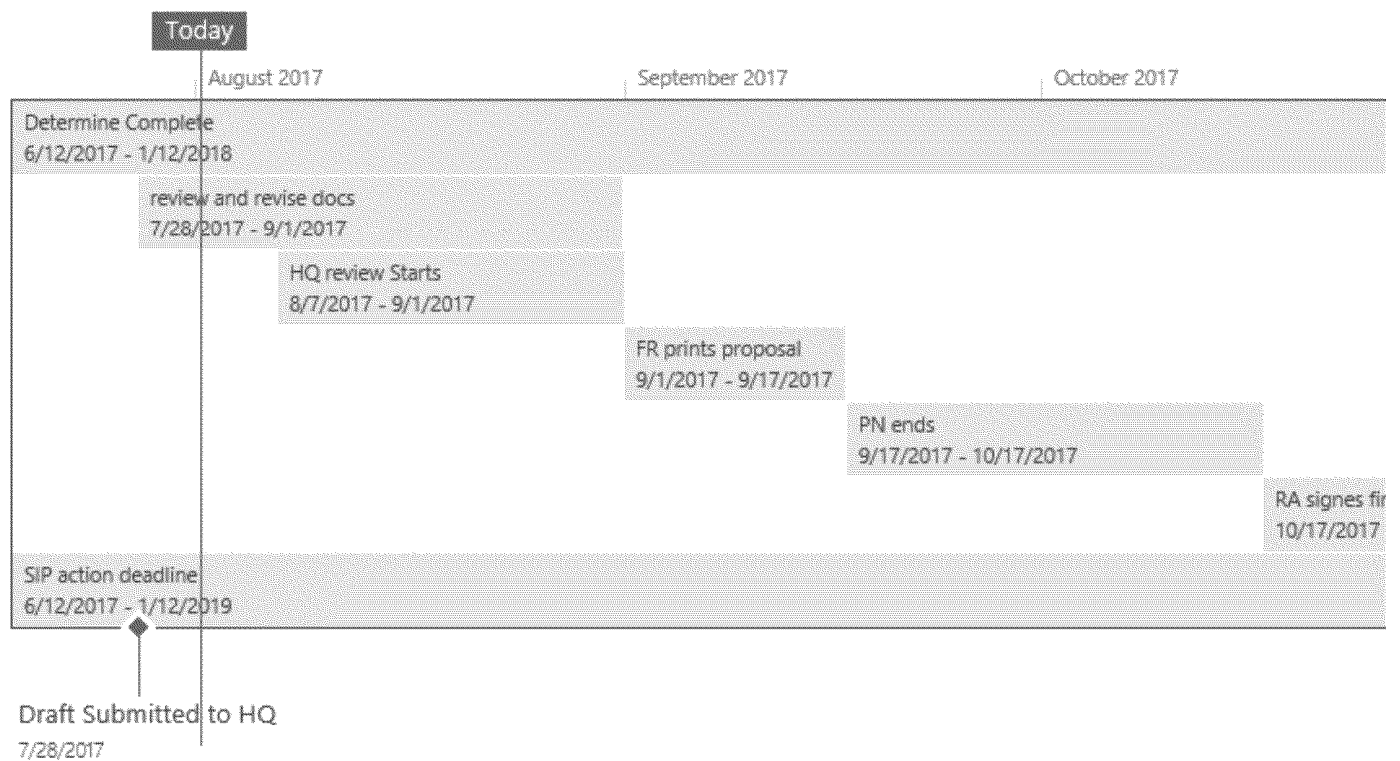 Today
August 2017
September 2017
October 2017
Determine Complete
6/12/2017 - 1/12/2018
review and revise docs
7/28/2017 - 9/1/2017
HQ review Starts
8/7/2017 - 9/1/2017
FR prints proposal
9/1/2017 - 9/17/2017
PN ends
9/17/2017 - 10/17/2017
RA signes fir
10/17/2017
SIP action deadline
6/12/2017 - 1/12/2019
Draft Submitted to HQ
7/28/2017